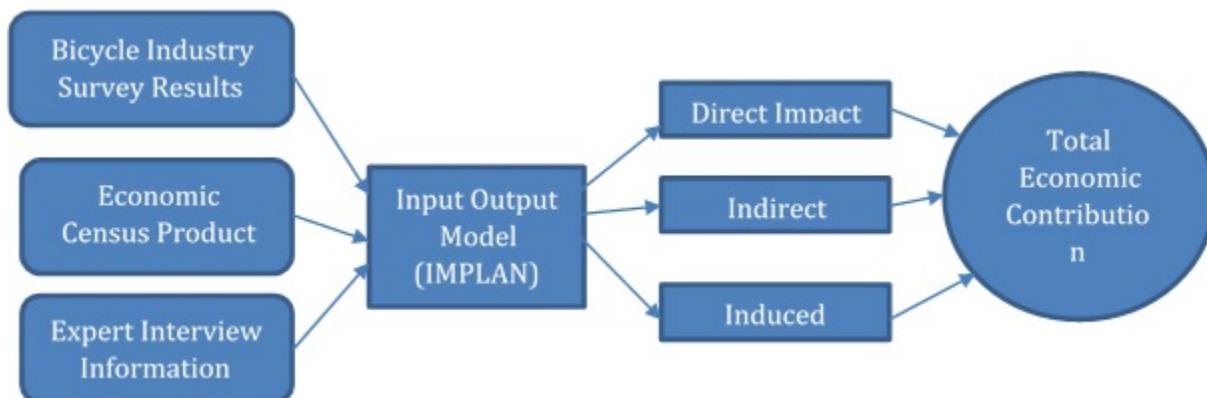 Bicycle Industry
Survey Results
Economic
Census Product
Expert Interview
Information
Input Output
Model
(IMPLAN)
Direct Impact
Indirect
Induced
Total
Economic
Contributio
n